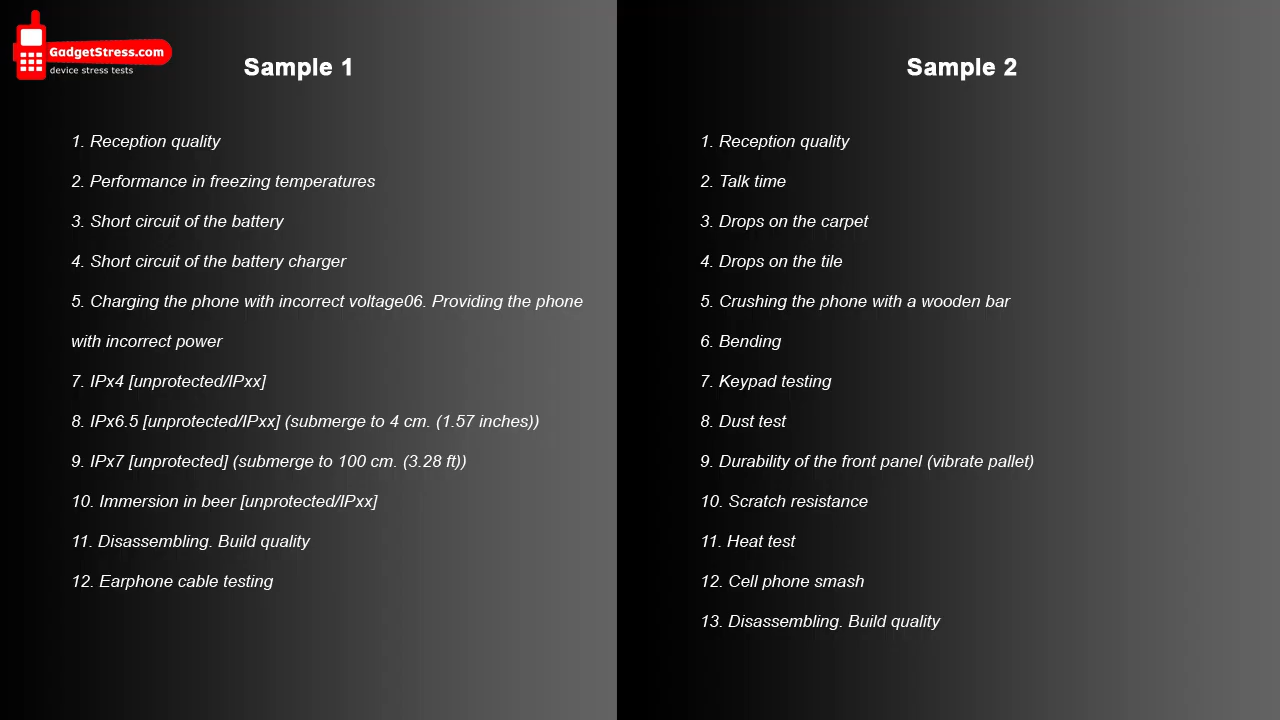 GadgetStress.com
device stress tests
Sample 1
1. Reception quality
2. Performance in freezing temperatures
3. Short circuit of the battery
4. Short circuit of the battery charger
5. Charging the phone with incorrect voltage06. Providing the phone
with incorrect power
7. IPx4 [unprotected/IPxx]
8. IPx6.5 [unprotected/IPxx] (submerge to 4 cm. (1.57 inches))
9. IPx7 [unprotected] (submerge to 100 cm. (3.28 ft))
10. Immersion in beer [unprotected/IPxx]
11. Disassembling. Build quality
12. Earphone cable testing
Sample 2
1. Reception quality
2. Talk time
3. Drops on the carpet
4. Drops on the tile
5. Crushing the phone with a wooden bar
6. Bending
7. Keypad testing
8. Dust test
9. Durability of the front panel (vibrate pallet)
10. Scratch resistance
11. Heat test
12. Cell phone smash
13. Disassembling. Build quality